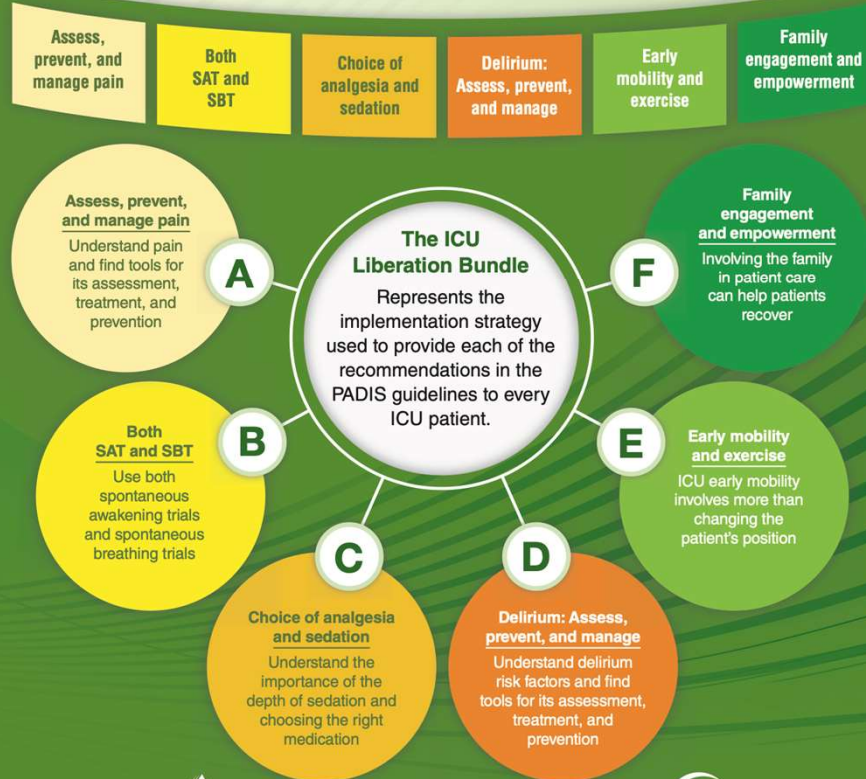 Assess,
prevent, and
manage pain
Both
SAT and
SBT
Choice of
analgesia and
sedation
Delirium:
Assess, prevent,
and manage
Early
mobility and
exercise
Family
engagement and
empowerment
The ICU
Liberation Bundle
Represents the
implementation strategy
used to provide each of the
recommendations in the
PADIS guidelines to every
ICU patient.
A
Assess, prevent,
and manage pain
Understand pain
and find tools for
its assessment,
treatment, and
prevention
B
Both
SAT and SBT
Use both
spontaneous
awakening trials
and spontaneous
breathing trials
C
Choice of analgesia
and sedation
Understand the
importance of the
depth of sedation and
choosing the right
medication
D
Delirium: Assess,
prevent, and manage
Understand delirium
risk factors and find
tools for its assessment,
treatment, and
prevention
E
Early mobility
and exercise
ICU early mobility
involves more than
changing the
patient's position
F
Family
engagement
and empowerment
Involving the family
in patient care
can help patients
recover